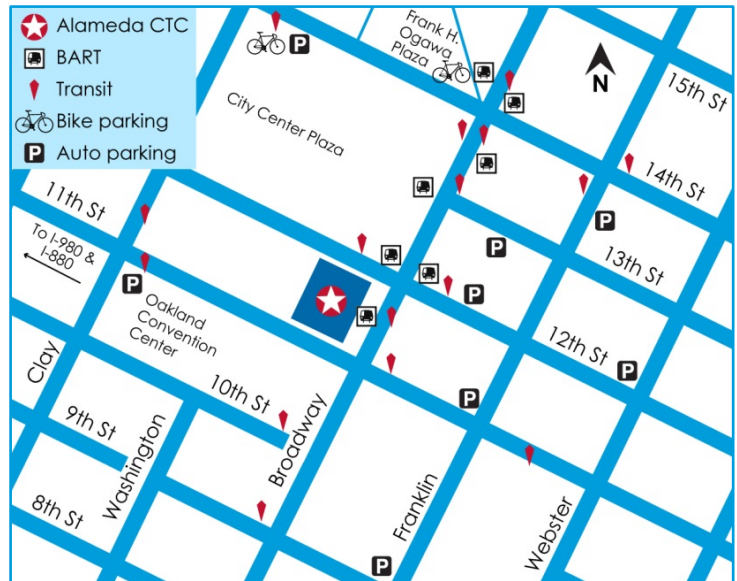 Alameda CTC
BART
Transit
Bike parking
P Auto parking
P
Frank H.
Ogawa
Plaza
N
15th St
City Center Plaza
14th St
11th St
P
13th St
To I-980 &
I-880
P
P
P
Oakland
Convention
Center
12th St
P
Clay
10th St
P
9th St
Washington
Broadway
Franklin
Webster
8th St
P